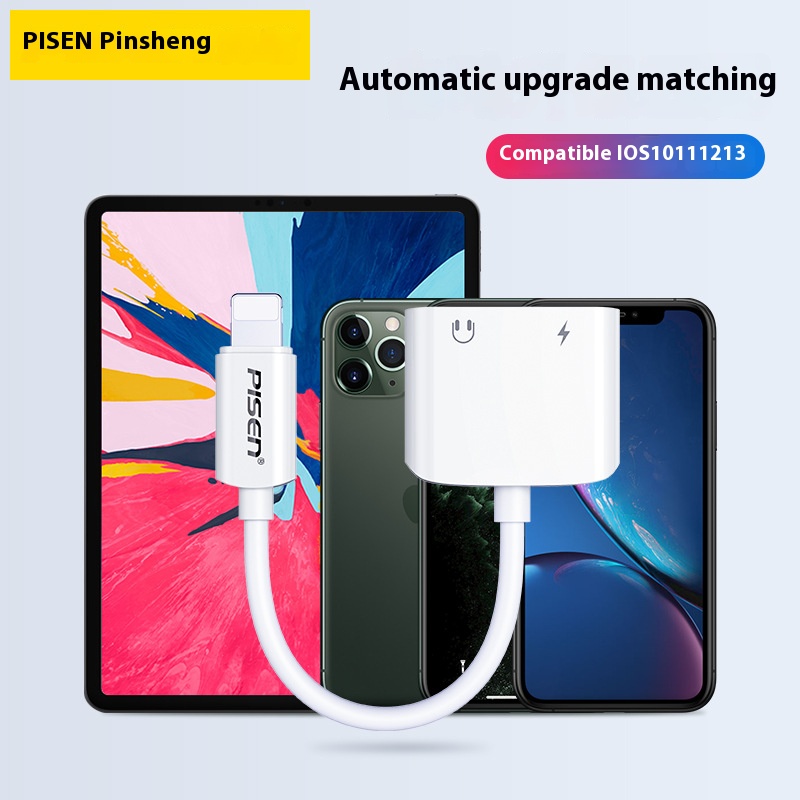 PISEN Pinsheng
Automatic upgrade matching
Compatible IOS10111213
PISEN®